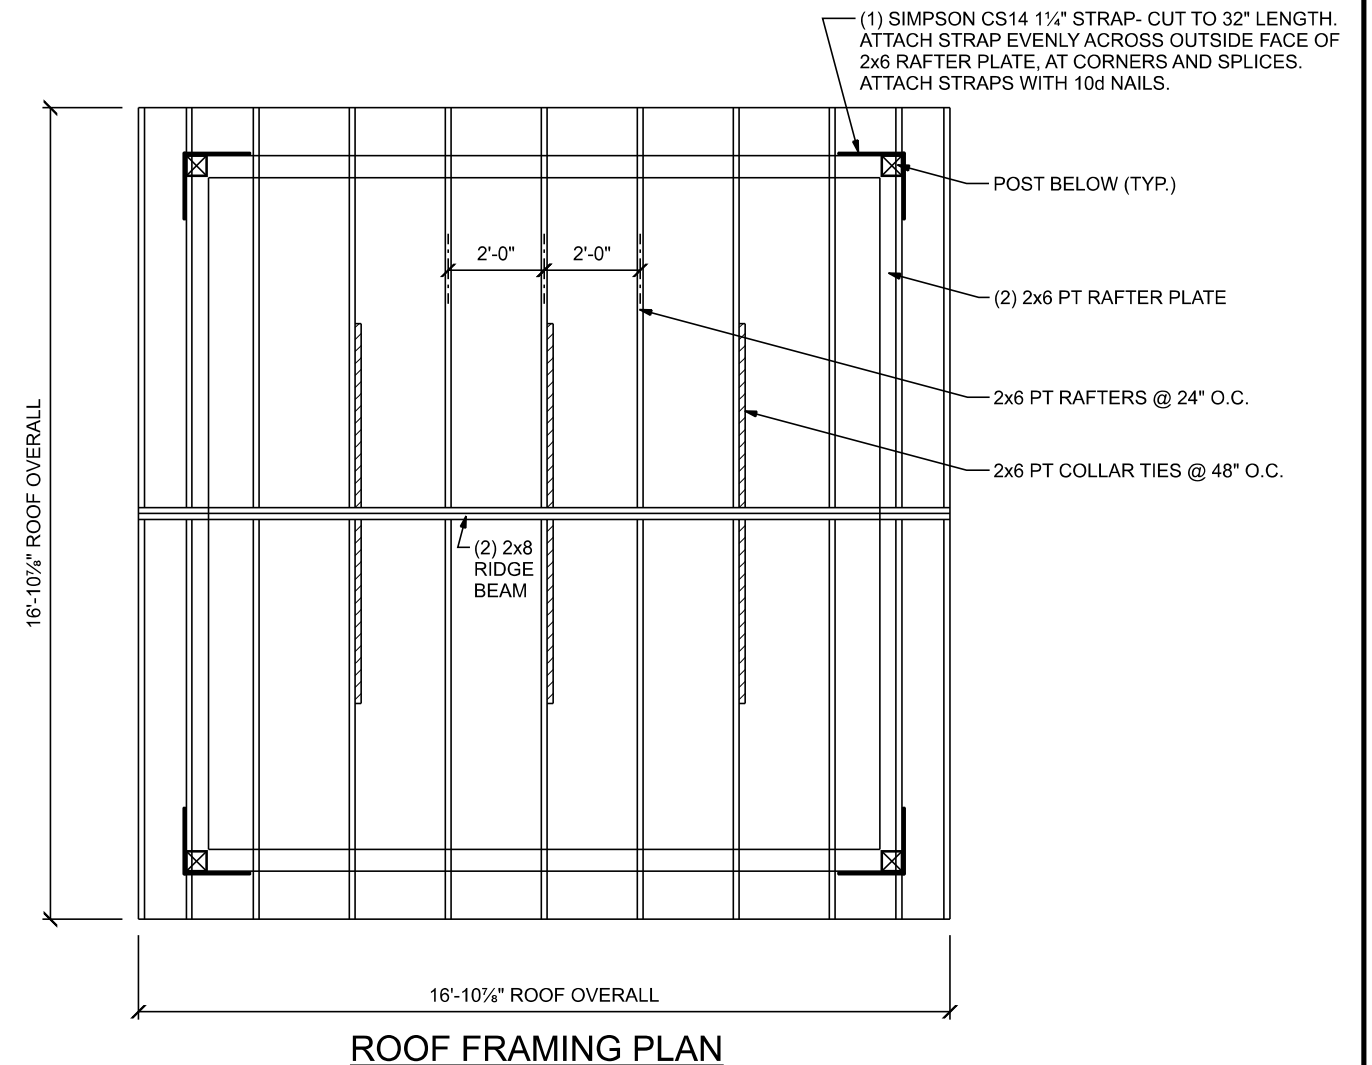 (1) SIMPSON CS14 1¼" STRAP- CUT TO 32" LENGTH.
ATTACH STRAP EVENLY ACROSS OUTSIDE FACE OF
2x6 RAFTER PLATE, AT CORNERS AND SPLICES.
ATTACH STRAPS WITH 10d NAILS.
POST BELOW (TYP.)
2'-0"
2'-0"
(2) 2x6 PT RAFTER PLATE
2x6 PT RAFTERS @ 24" O.C.
2x6 PT COLLAR TIES @ 48" O.C.
16'-10⅞" ROOF OVERALL
(2) 2x8
RIDGE
BEAM
16'-10⅞" ROOF OVERALL
ROOF FRAMING PLAN